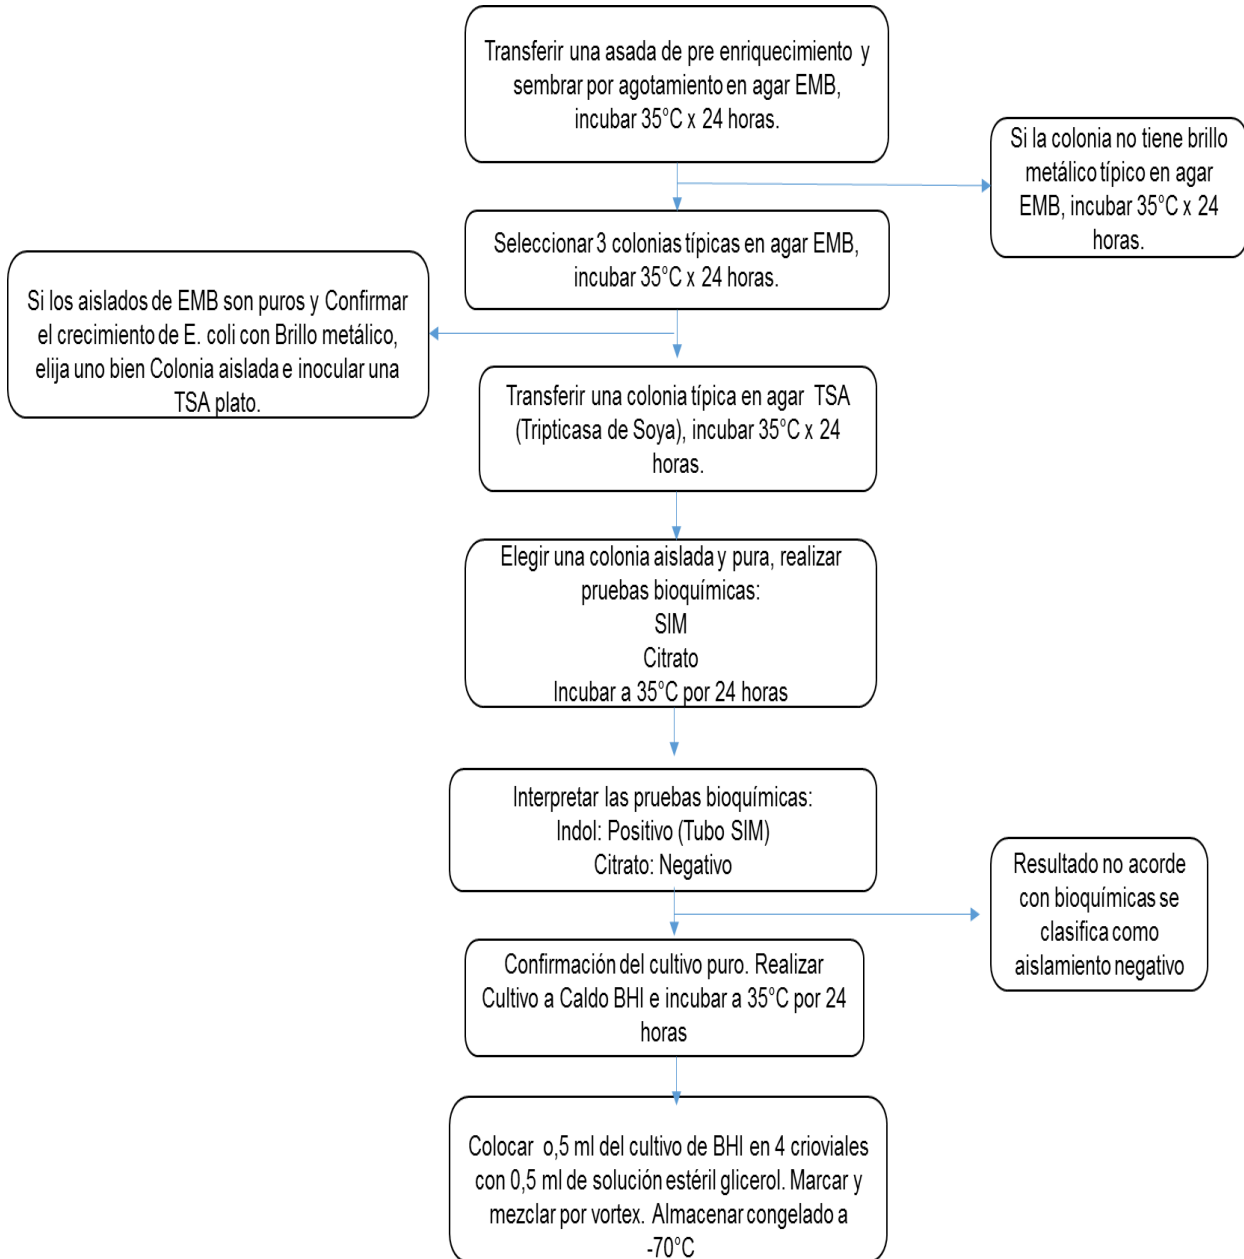 Transferir una asada de pre enriquecimiento y
sembrar por agotamiento en agar EMB,
incubar 35°C x 24 horas.
Si la colonia no tiene brillo
metálico típico en agar
EMB, incubar 35°C x 24
horas.
Seleccionar 3 colonias típicas en agar EMB,
incubar 35°C x 24 horas.
Si los aislados de EMB son puros y Confirmar
el crecimiento de E. coli con Brillo metálico,
elija uno bien Colonia aislada e inocular una
TSA plato.
Transferir una colonia típica en agar TSA
(Tripticasa de Soya), incubar 35°C x 24
horas.
Elegir una colonia aislada y pura, realizar
pruebas bioquímicas:
SIM
Citrato
Incubar a 35°C por 24 horas
Interpretar las pruebas bioquímicas:
Indol: Positivo (Tubo SIM)
Citrato: Negativo
Resultado no acorde
con bioquímicas se
clasifica como
aislamiento negativo
Confirmación del cultivo puro. Realizar
Cultivo a Caldo BHI e incubar a 35°C por 24
horas
Colocar o,5 ml del cultivo de BHI en 4 crioviales
con 0,5 ml de solución estéril glicerol. Marcar y
mezclar por vortex. Almacenar congelado a
-70°C